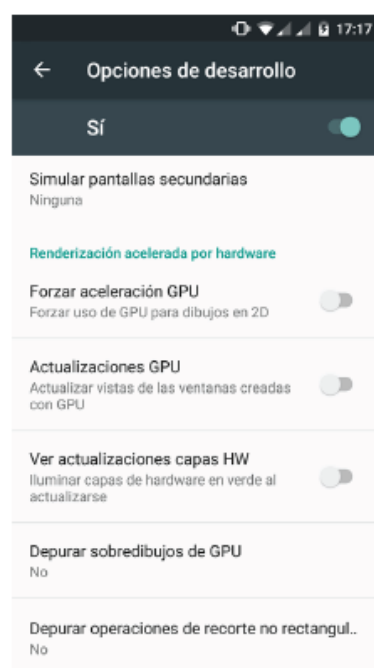 17:17
Opciones de desarrollo
Sí
Simular pantallas secundarias
Ninguna
Renderización acelerada por hardware
Forzar aceleración GPU
Forzar uso de GPU para dibujos en 2D
Actualizaciones GPU
Actualizar vistas de las ventanas creadas
con GPU
Ver actualizaciones capas HW
Iluminar capas de hardware en verde al
actualizarse
Depurar sobredibujos de GPU
No
Depurar operaciones de recorte no rectangul..
No